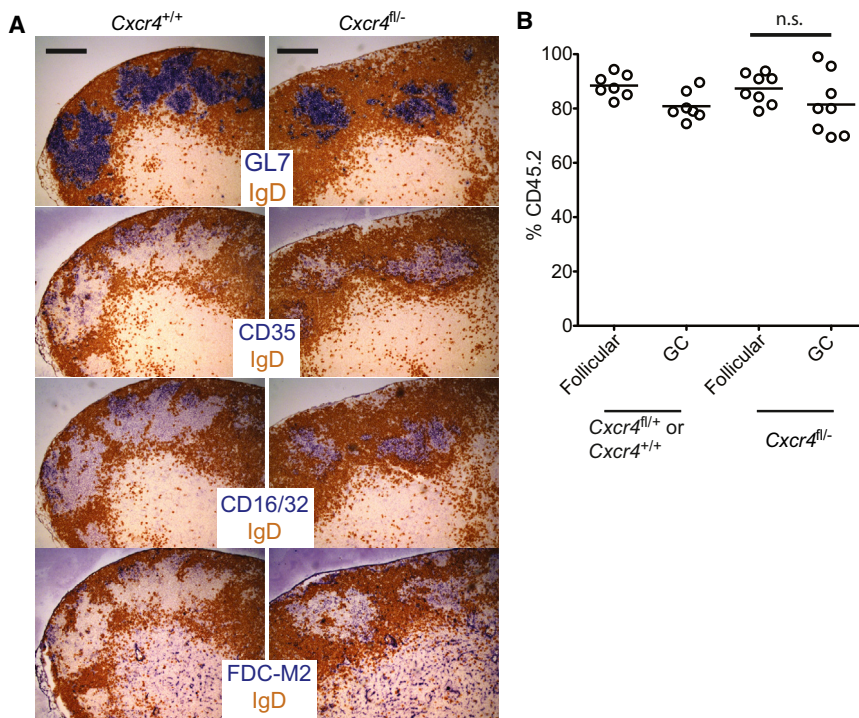 A
Cxcr4+/+
Cxcr4fl/-
GL7
IgD
CD35
IgD
CD16/32
IgD
FDC-M2
IgD
B
n.s.
% CD45.2
100
80
60
40
20
0
Follicular
GC
Follicular
GC
Cxcr4fl/+ or
Cxcr4+/+
Cxcr4fl/-